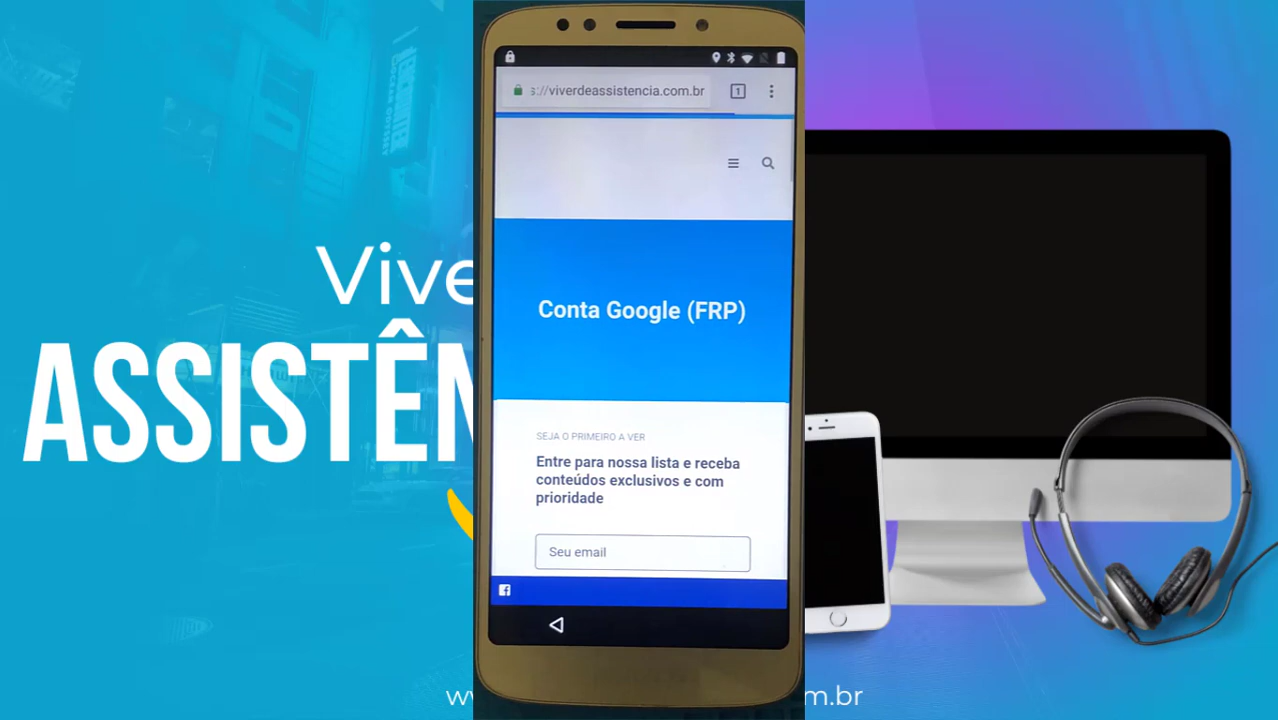 s://viverdeassistencia.com.br
1
Conta Google (FRP)
SEJA O PRIMEIRO A VER
Entre para nossa lista e receba
conteúdos exclusivos e com
prioridade
Seu email
Vive
ASSISTÊN
w
m.br